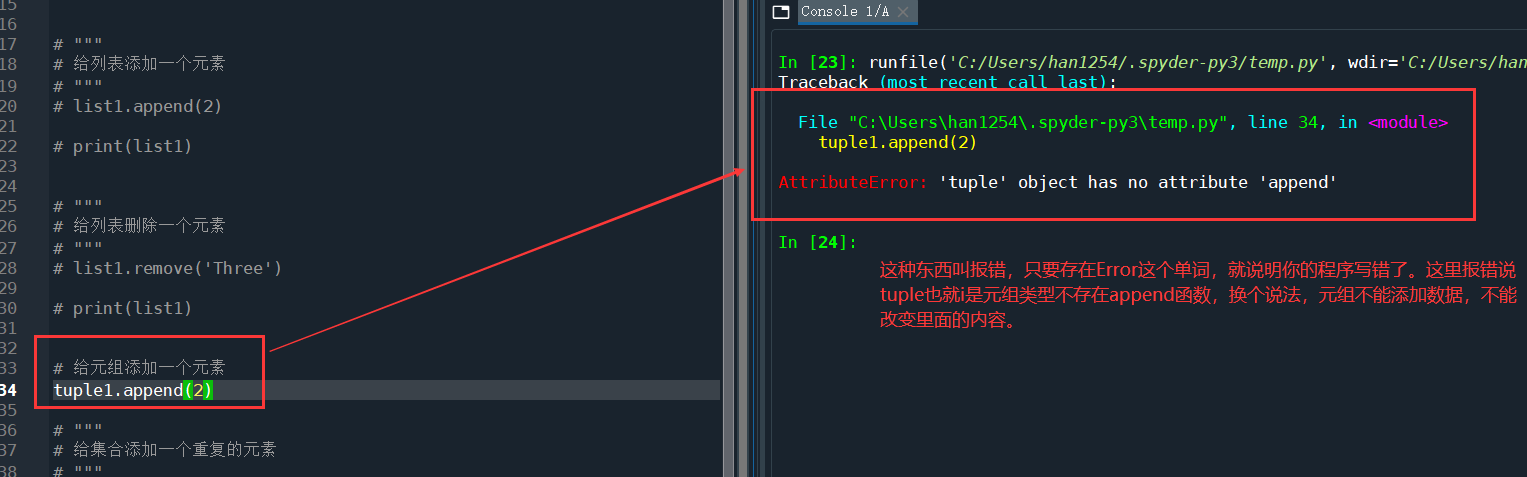 15
16
17 # """
18 # 给列表添加一个元素
19 # """
20 # list1.append(2)
21
22 # print(list1)
23
24
25 # """
26 # 给列表删除一个元素
27 # """
28 # list1.remove('Three')
29
30 # print(list1)
31
32
33 # 给元组添加一个元素
34 tuple1.append(2)
35
36 # """
37 # 给集合添加一个重复的元素
38 # """
Console 1/A
In [23]: runfile('C:/Users/han1254/.spyder-py3/temp.py', wdir='C:/Users/han
Traceback (most recent call last):
File "C:\Users\han1254\.spyder-py3\temp.py", line 34, in <module>
tuple1.append(2)
AttributeError: 'tuple' object has no attribute 'append'
In [24]:
这种东西叫报错，只要存在Error这个单词，就说明你的程序写错了。这里报错说
tuple也就i是元组类型不存在append函数，换个说法，元组不能添加数据，不能
改变里面的内容。